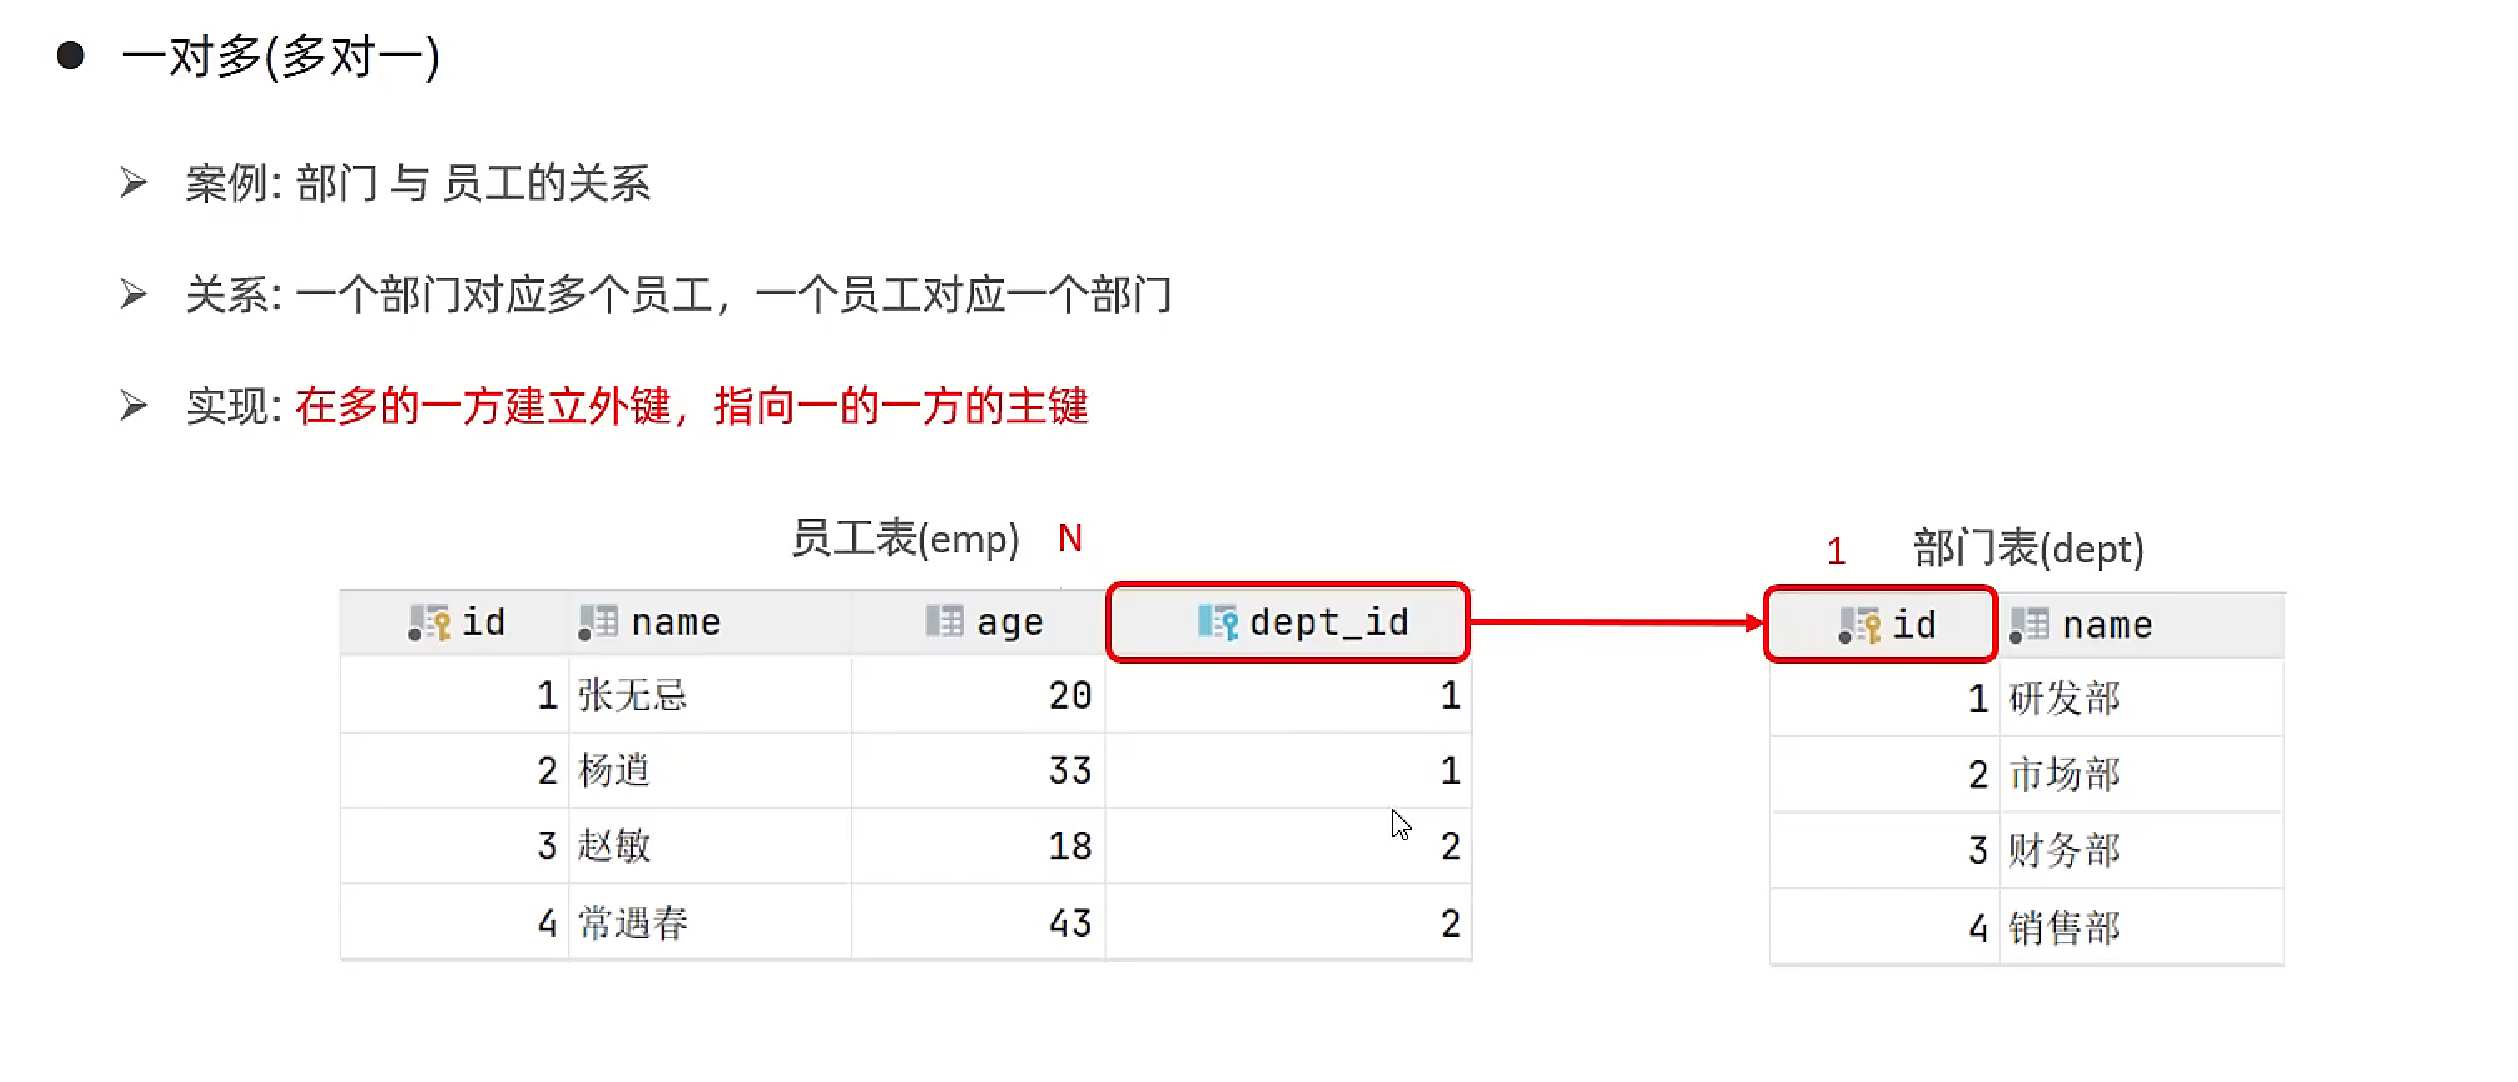 ● 一对多(多对一)
➢ 案例: 部门 与 员工的关系
➢ 关系: 一个部门对应多个员工，一个员工对应一个部门
➢ 实现: 在多的一方建立外键，指向一的一方的主键
员工表(emp) N
id name age dept_id
1 张无忌 20 1
2 杨逍 33 1
3 赵敏 18 2
4 常遇春 43 2
1 部门表(dept)
id name
1 研发部
2 市场部
3 财务部
4 销售部